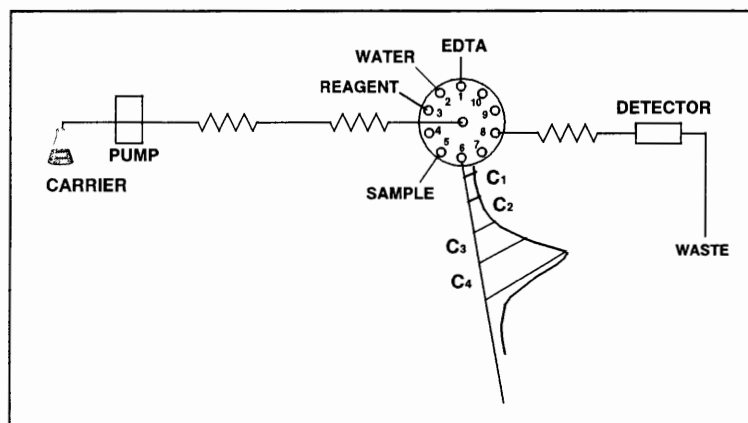 EDTA
WATER
REAGENT
1
2
10
3
9
4
8
5
6
7
DETECTOR
PUMP
CARRIER
SAMPLE
C1
C2
C3
C4
WASTE